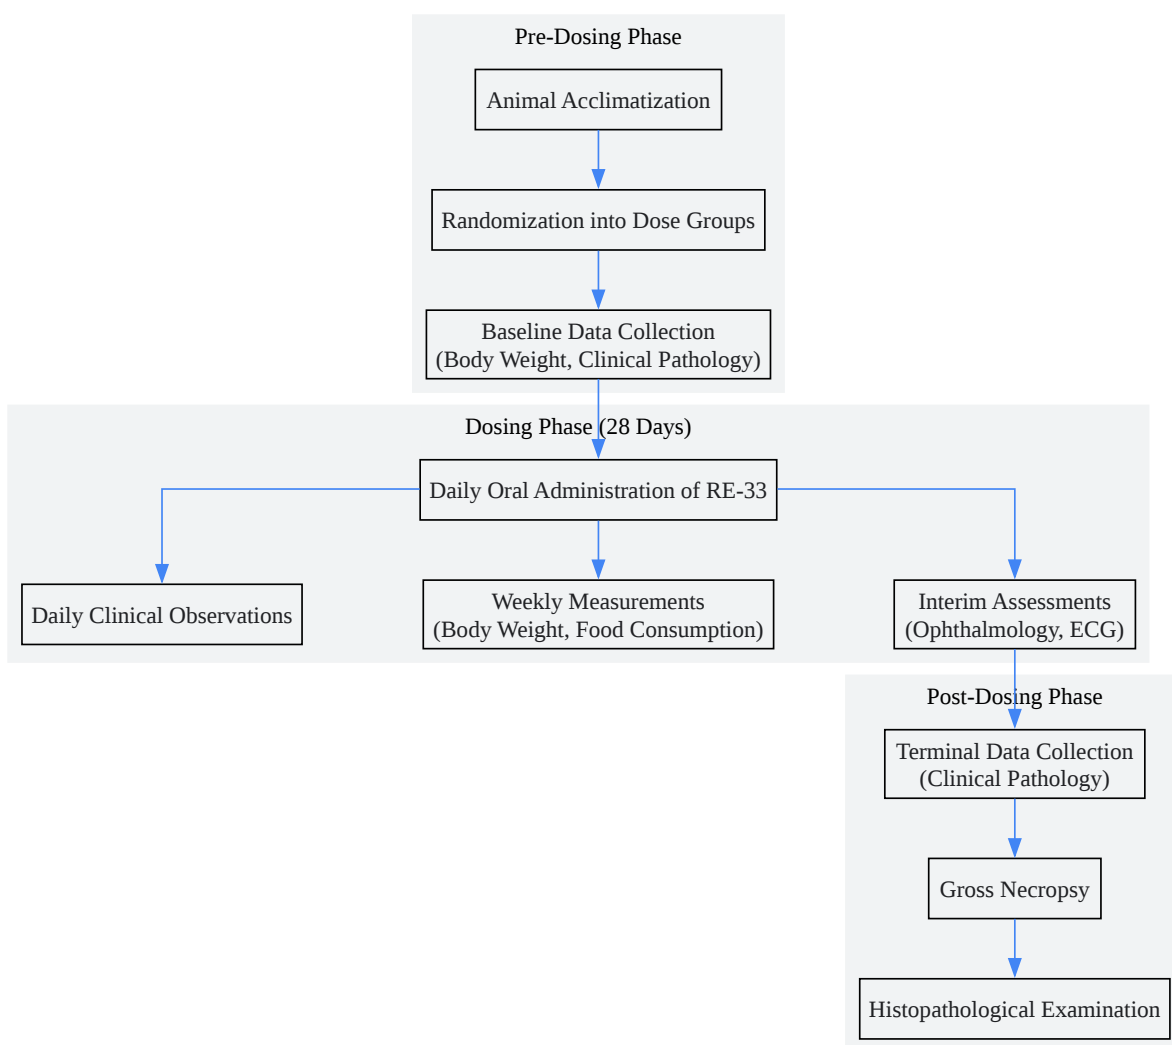 Pre-Dosing Phase
Animal Acclimatization
Randomization into Dose Groups
Baseline Data Collection
(Body Weight, Clinical Pathology)
Dosing Phase (28 Days)
Daily Oral Administration of RE-33
Daily Clinical Observations
Weekly Measurements
(Body Weight, Food Consumption)
Interim Assessments
(Ophthalmology, ECG)
Post-Dosing Phase
Terminal Data Collection
(Clinical Pathology)
Gross Necropsy
Histopathological Examination